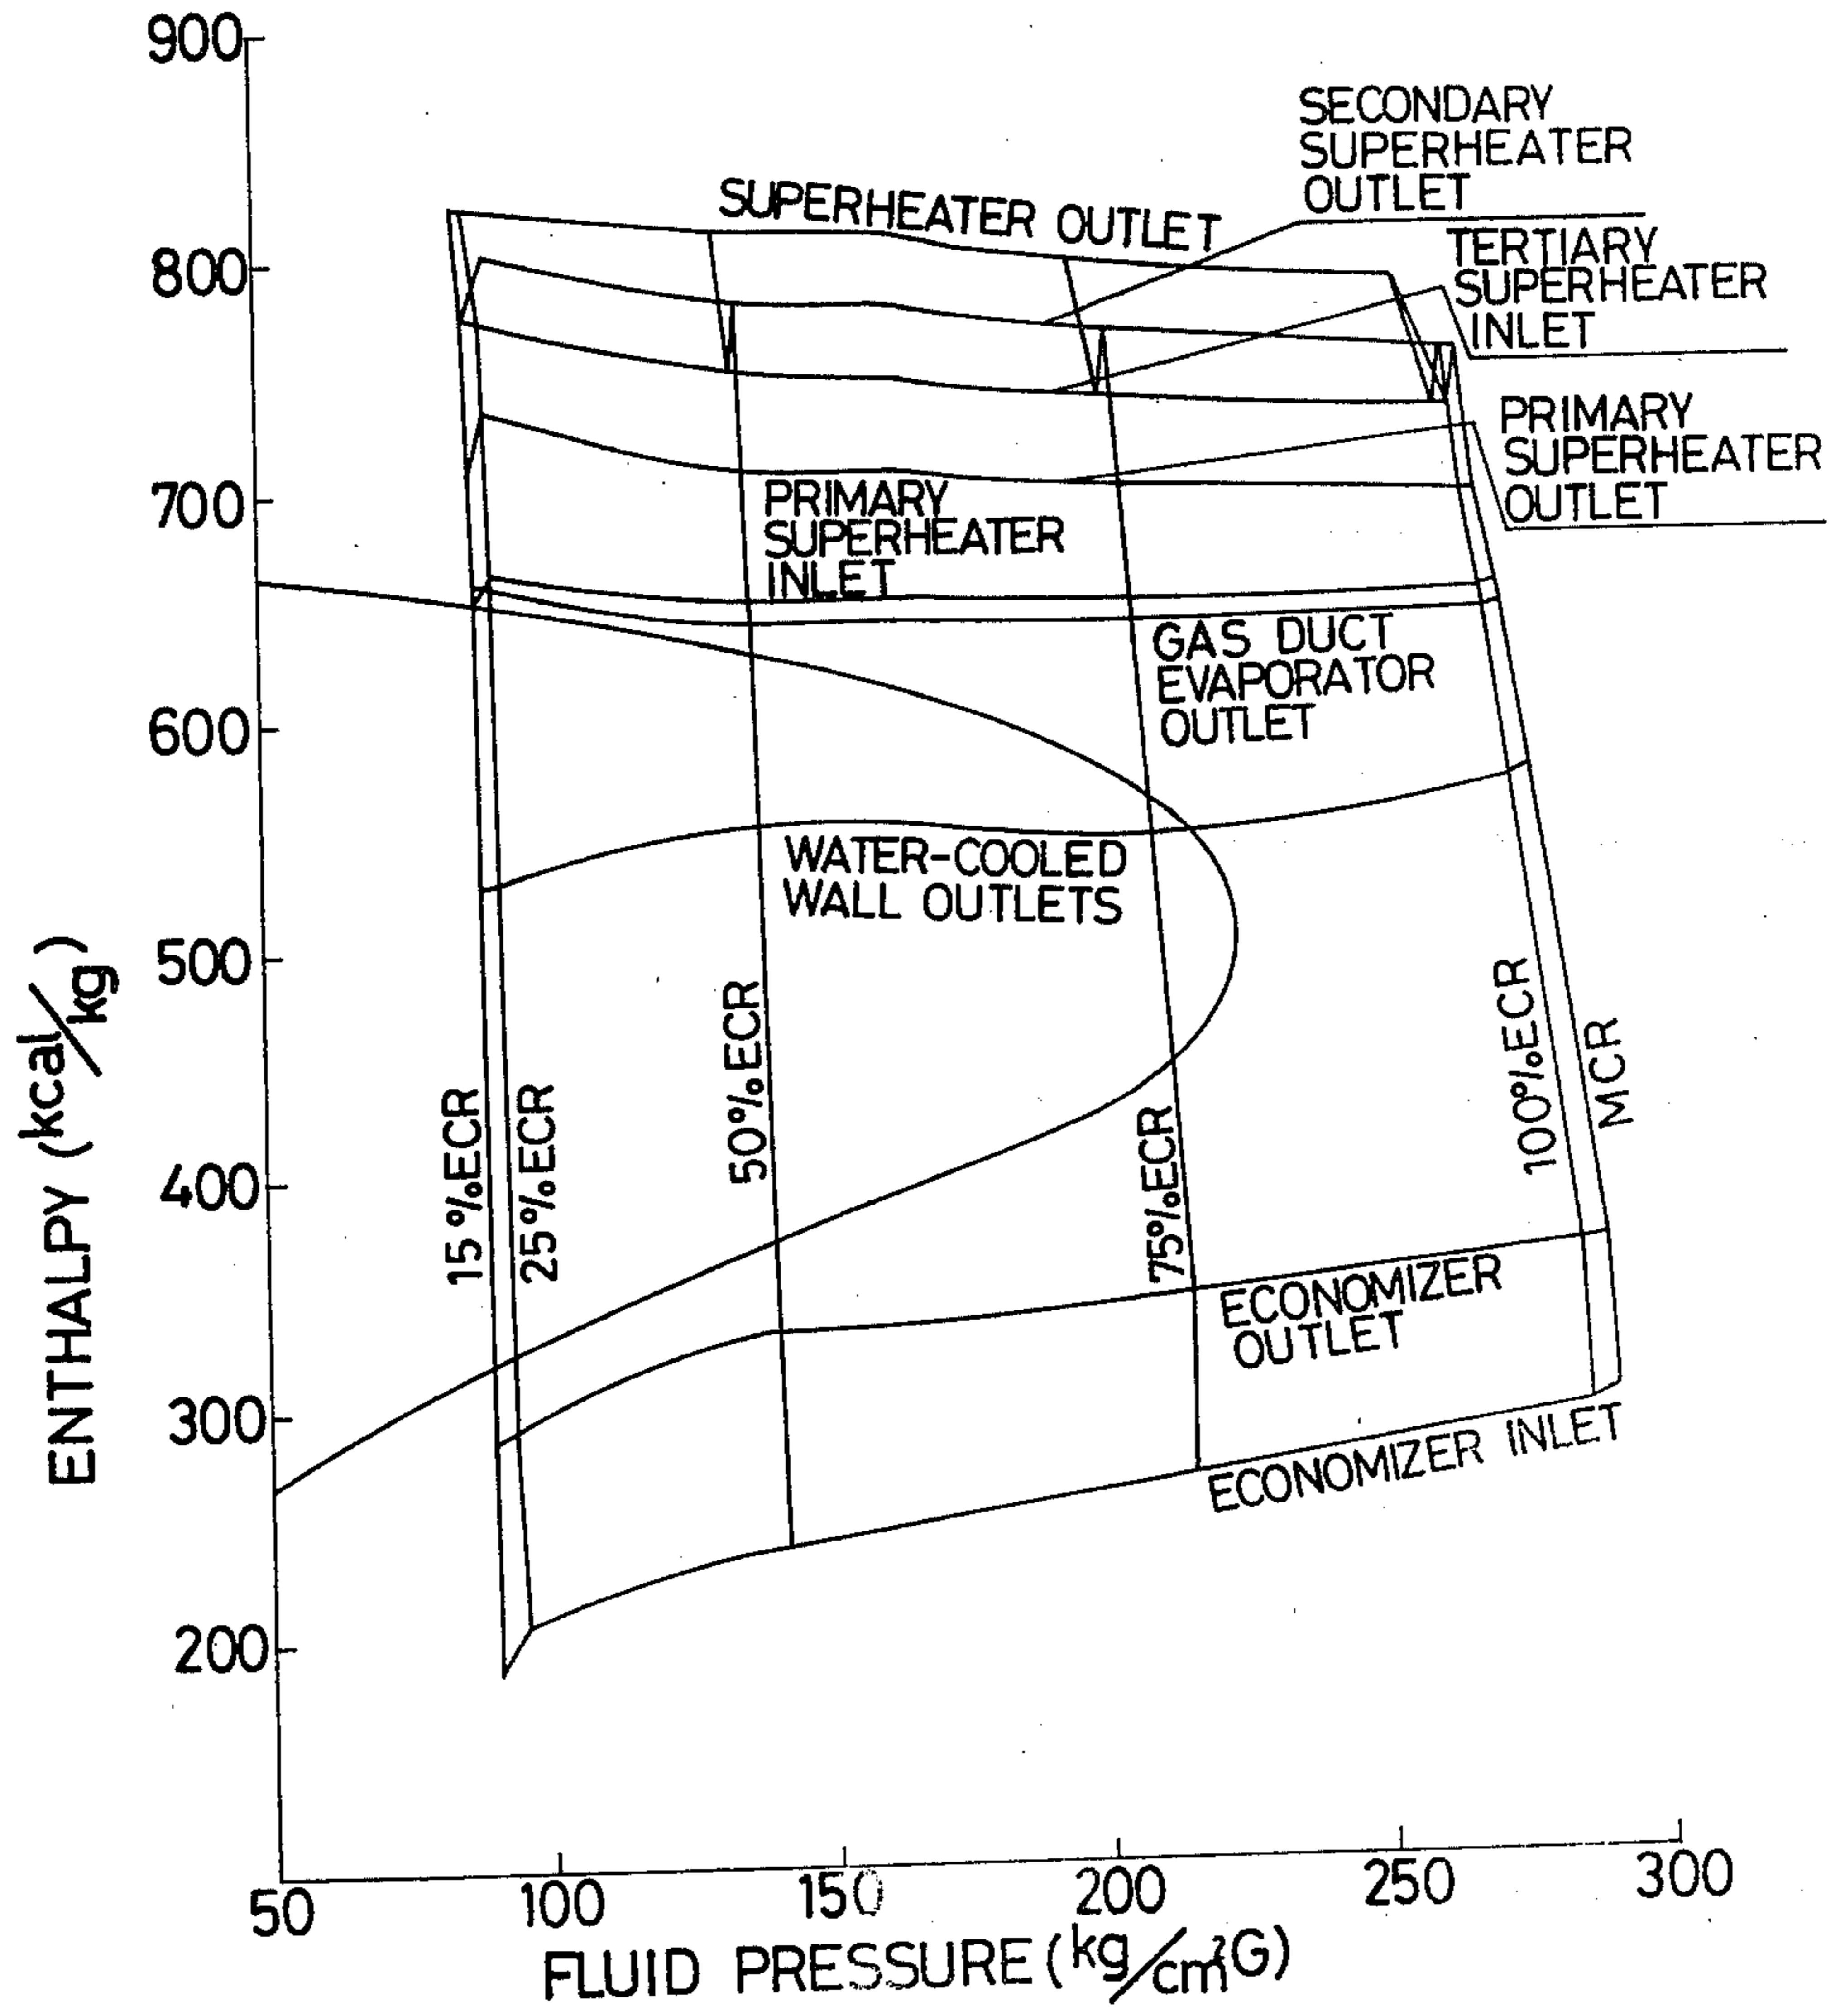 900
800
700
600
500
400
300
200
ENTHALPY (kcal/kg)
SUPERHEATER OUTLET
SECONDARY
SUPERHEATER
OUTLET
TERTIARY
SUPERHEATER
INLET
PRIMARY
SUPERHEATER
OUTLET
PRIMARY
SUPERHEATER
INLET
GAS DUCT
EVAPORATOR
OUTLET
WATER-COOLED
WALL OUTLETS
15%ECR
25%ECR
50%ECR
75%ECR
100%ECR
MCR
ECONOMIZER
OUTLET
ECONOMIZER INLET
50
100
150
200
250
300
FLUID PRESSURE (kg/cm²G)